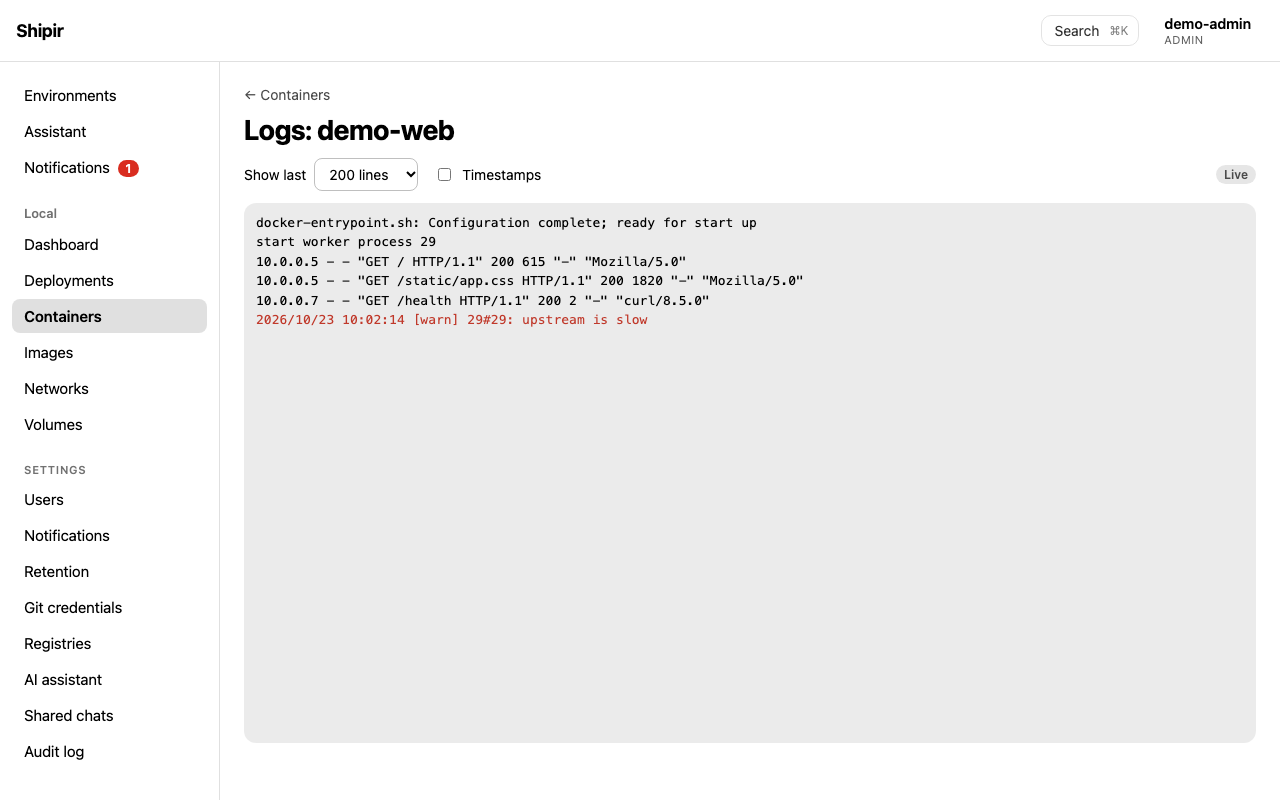 Shipir
Search ⌘K
demo-admin
ADMIN
Environments
Assistant
Notifications 1
Local
Dashboard
Deployments
Containers
Images
Networks
Volumes
SETTINGS
Users
Notifications
Retention
Git credentials
Registries
AI assistant
Shared chats
Audit log
← Containers
Logs: demo-web
Show last 200 lines Timestamps Live
docker-entrypoint.sh: Configuration complete; ready for start up
start worker process 29
10.0.0.5 - - "GET / HTTP/1.1" 200 615 "-" "Mozilla/5.0"
10.0.0.5 - - "GET /static/app.css HTTP/1.1" 200 1820 "-" "Mozilla/5.0"
10.0.0.7 - - "GET /health HTTP/1.1" 200 2 "-" "curl/8.5.0"
2026/10/23 10:02:14 [warn] 29#29: upstream is slow